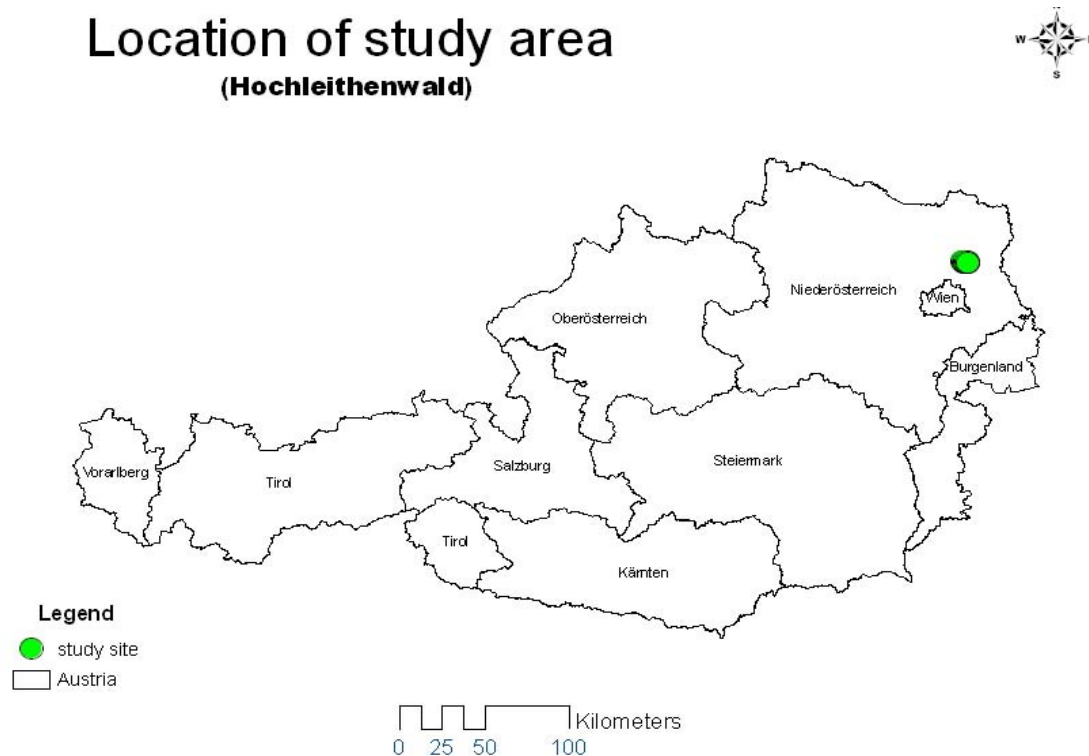 Location of study area
(Hochleithenwald)
W
S
Niederösterreich
Wien
Oberösterreich
Burgenland
Vorarlberg
Tirol
Salzburg
Steiermark
Tirol
Kärnten
Legend
study site
Austria
Kilometers
0 25 50 100